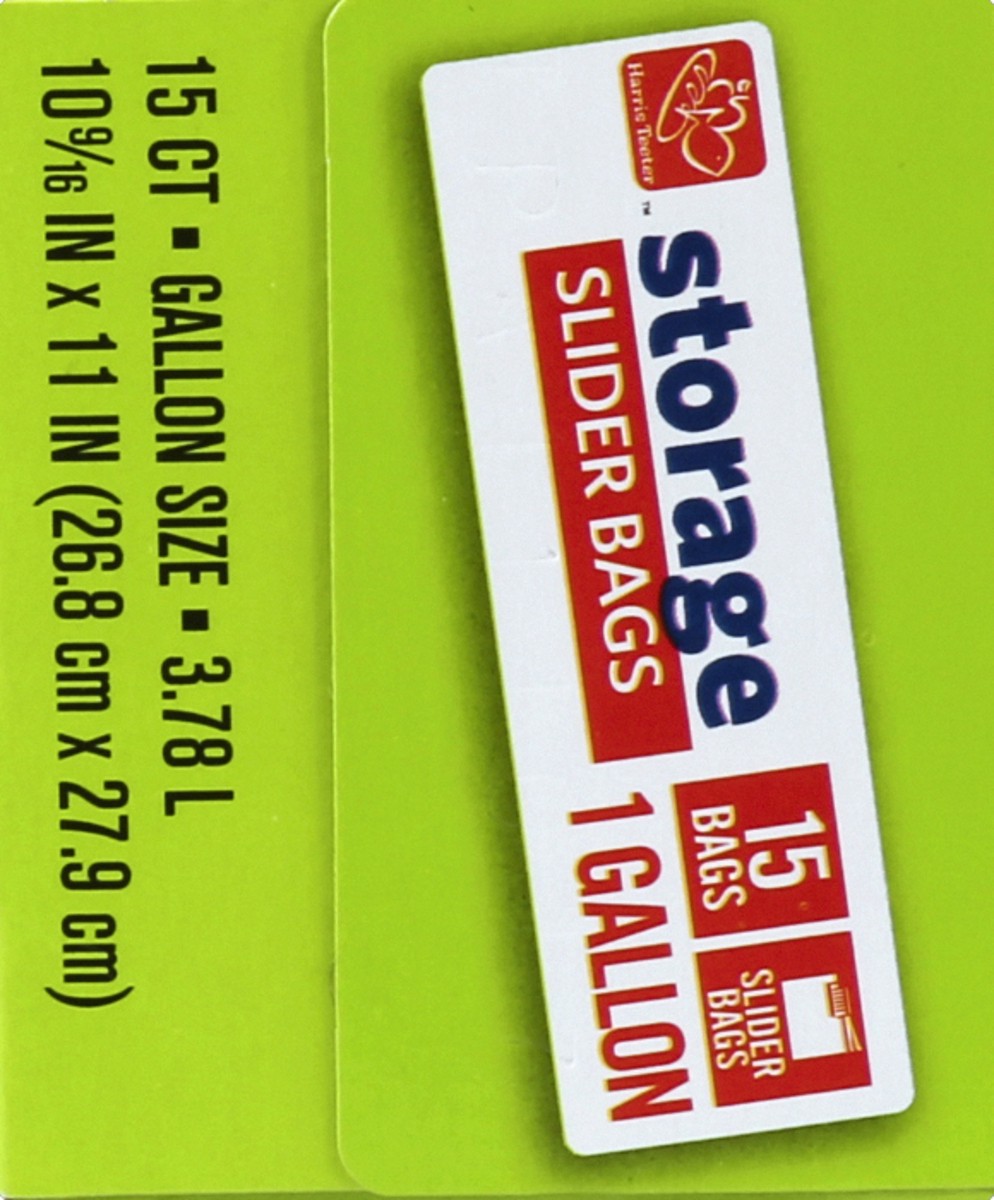 Harris Teeter™
storage
SLIDER BAGS
15
BAGS
SLIDER
BAGS
1 GALLON
15 CT ▪ GALLON SIZE ▪ 3.78 L
10 9/16 IN x 11 IN (26.8 cm x 27.9 cm)